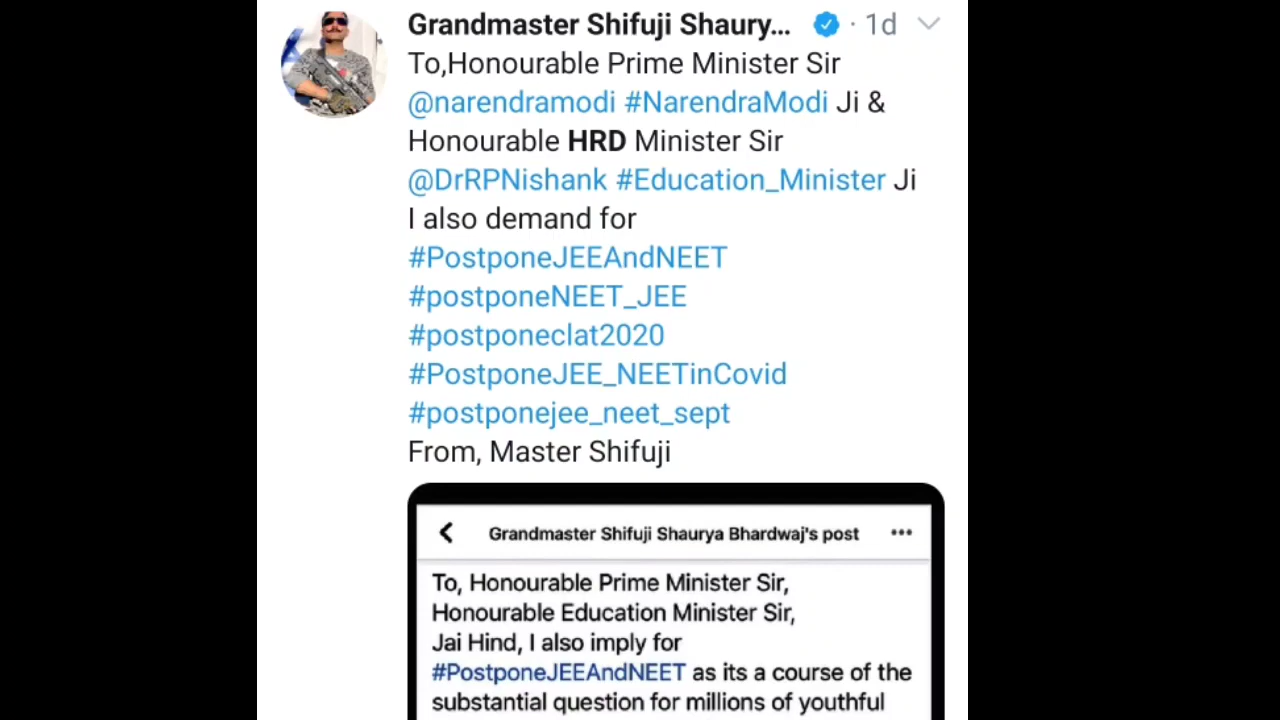 Grandmaster Shifuji Shaury... · 1d
To,Honourable Prime Minister Sir
@narendramodi #NarendraModi Ji &
Honourable HRD Minister Sir
@DrRPNishank #Education_Minister Ji
I also demand for
#PostponeJEEAndNEET
#postponeNEET_JEE
#postponeclat2020
#PostponeJEE_NEETinCovid
#postponejee_neet_sept
From, Master Shifuji
Grandmaster Shifuji Shaurya Bhardwaj's post
To, Honourable Prime Minister Sir,
Honourable Education Minister Sir,
Jai Hind, I also imply for
#PostponeJEEAndNEET as its a course of the
substantial question for millions of youthful